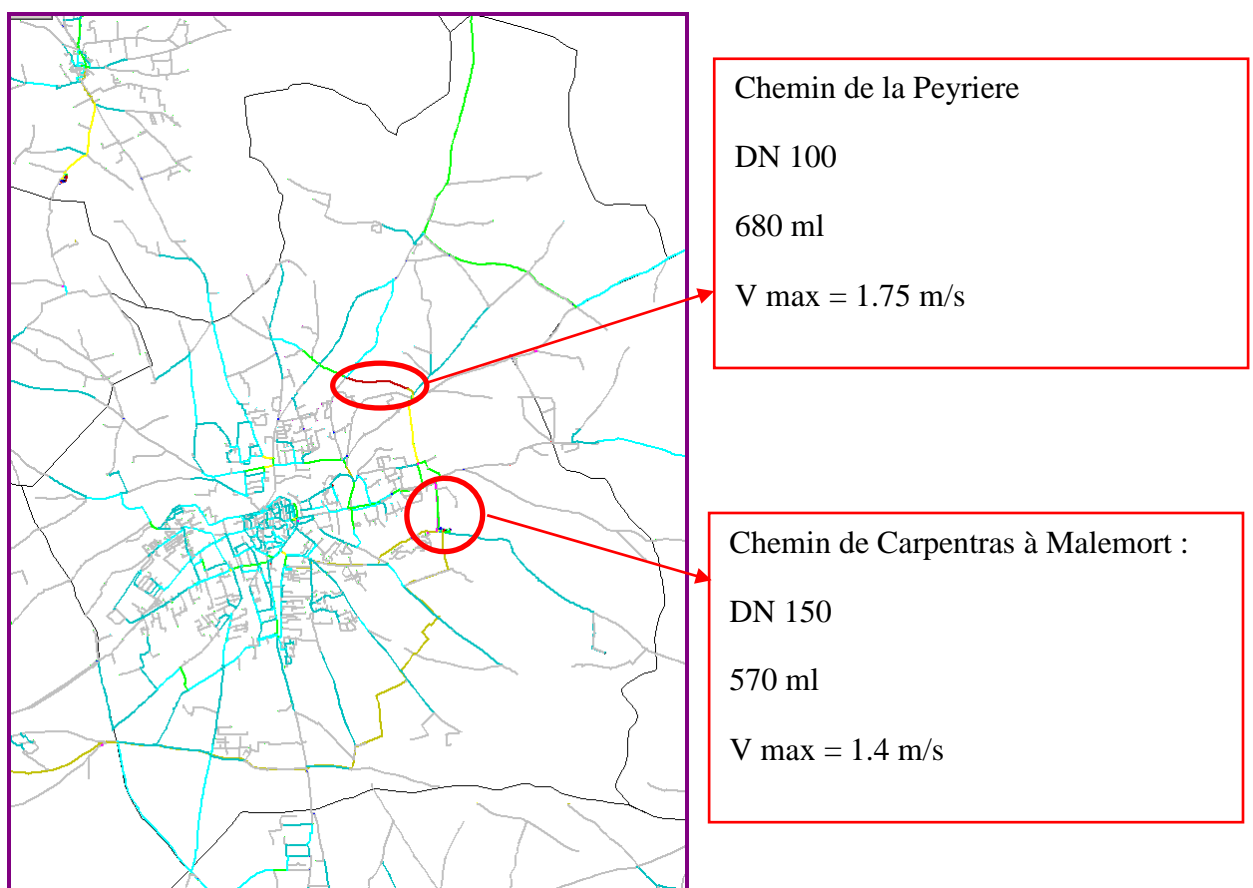 Chemin de la Peyriere
DN 100
680 ml
V max = 1.75 m/s
Chemin de Carpentras à Malemort :
DN 150
570 ml
V max = 1.4 m/s